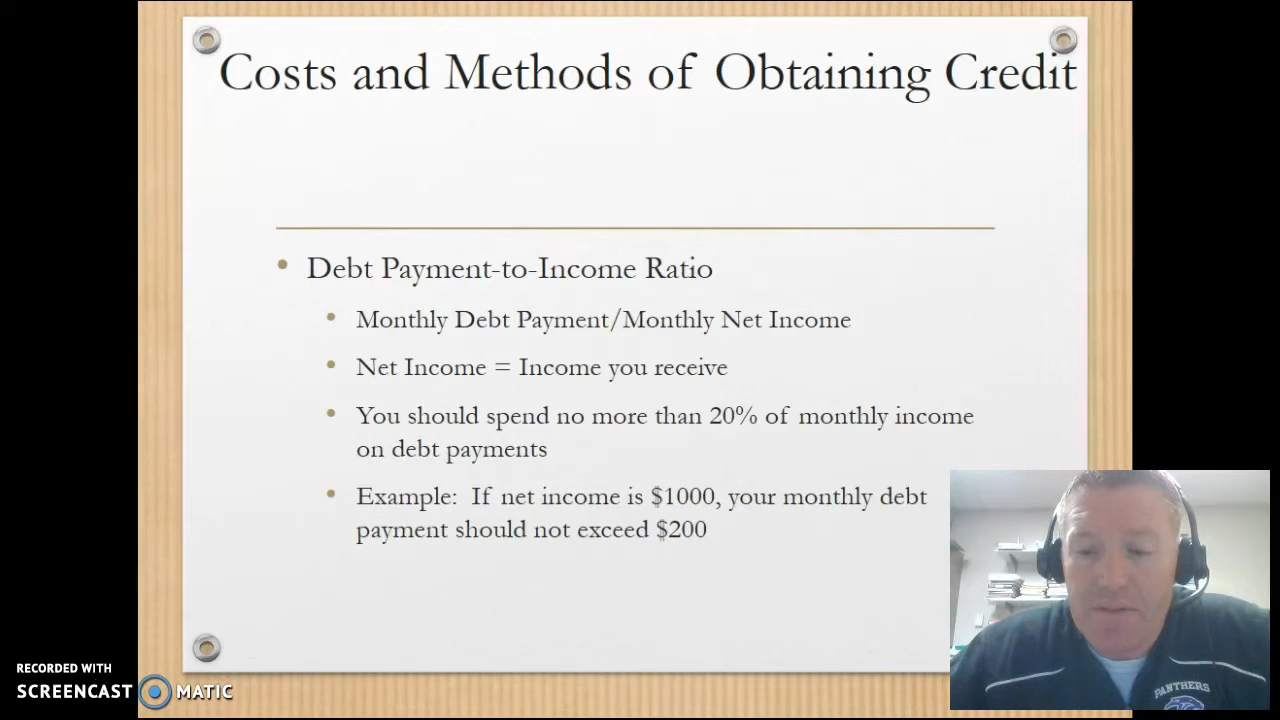 Costs and Methods of Obtaining Credit
• Debt Payment-to-Income Ratio
• Monthly Debt Payment/Monthly Net Income
• Net Income = Income you receive
• You should spend no more than 20% of monthly income
on debt payments
• Example: If net income is $1000, your monthly debt
payment should not exceed $200
RECORDED WITH
SCREENCAST MATIC
PANTHERS